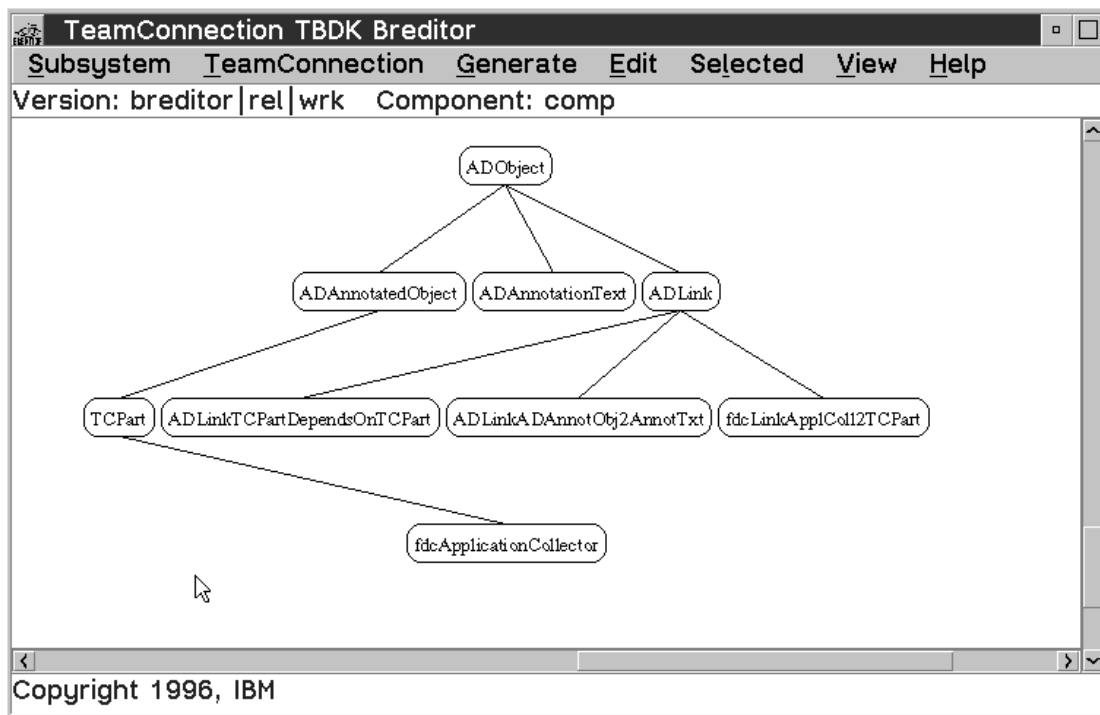 TeamConnection TBDK Breditor
Subsystem TeamConnection Generate Edit Selected View Help
Version: breditor|rel|wrk Component: comp
ADObject
ADAnnotatedObject ADAnnotationText ADLink
TCPart ADLinkTCPartDependsOnTCPart ADLinkADAnnotObj2AnnotTxt fdcLinkApplColl2TCPart
fdcApplicationCollector
Copyright 1996, IBM